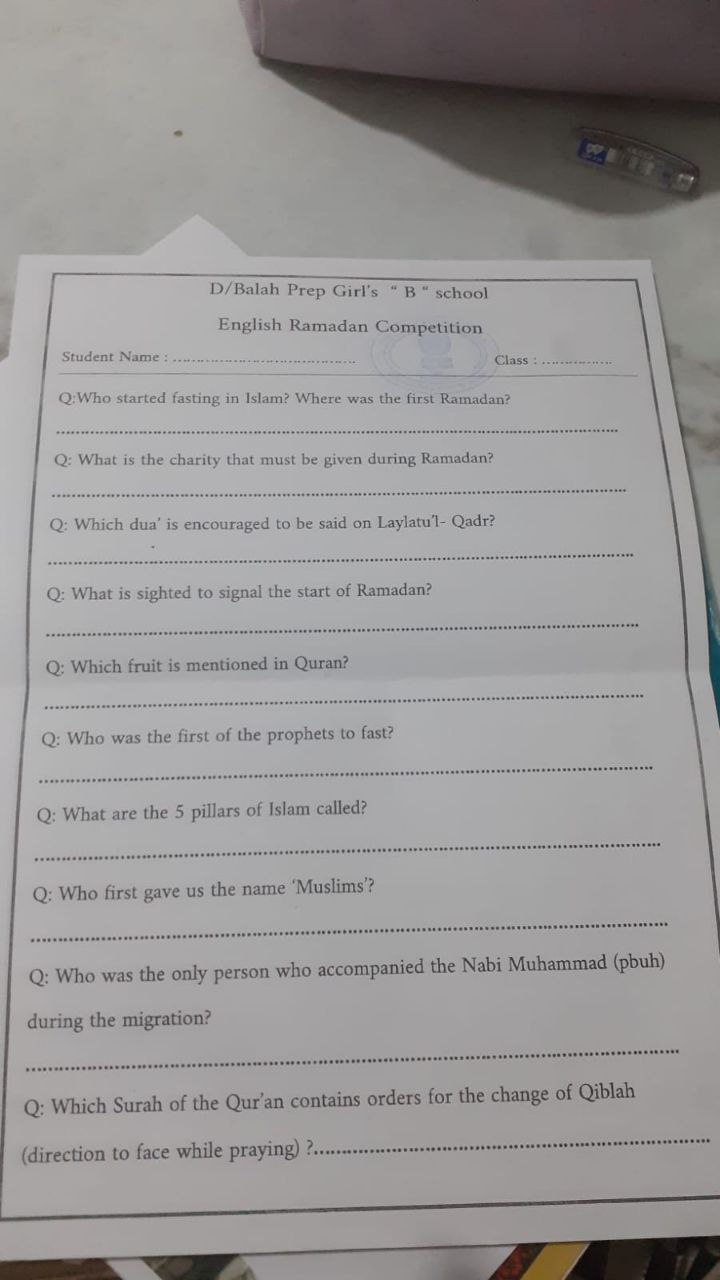 D/Balah Prep Girl's “ B “ school
English Ramadan Competition
Student Name : ........................................ Class : ................
Q:Who started fasting in Islam? Where was the first Ramadan?
Q: What is the charity that must be given during Ramadan?
Q: Which dua' is encouraged to be said on Laylatu'l- Qadr?
Q: What is sighted to signal the start of Ramadan?
Q: Which fruit is mentioned in Quran?
Q: Who was the first of the prophets to fast?
Q: What are the 5 pillars of Islam called?
Q: Who first gave us the name ‘Muslims’?
Q: Who was the only person who accompanied the Nabi Muhammad (pbuh)
during the migration?
Q: Which Surah of the Qur'an contains orders for the change of Qiblah
(direction to face while praying) ?................................................................